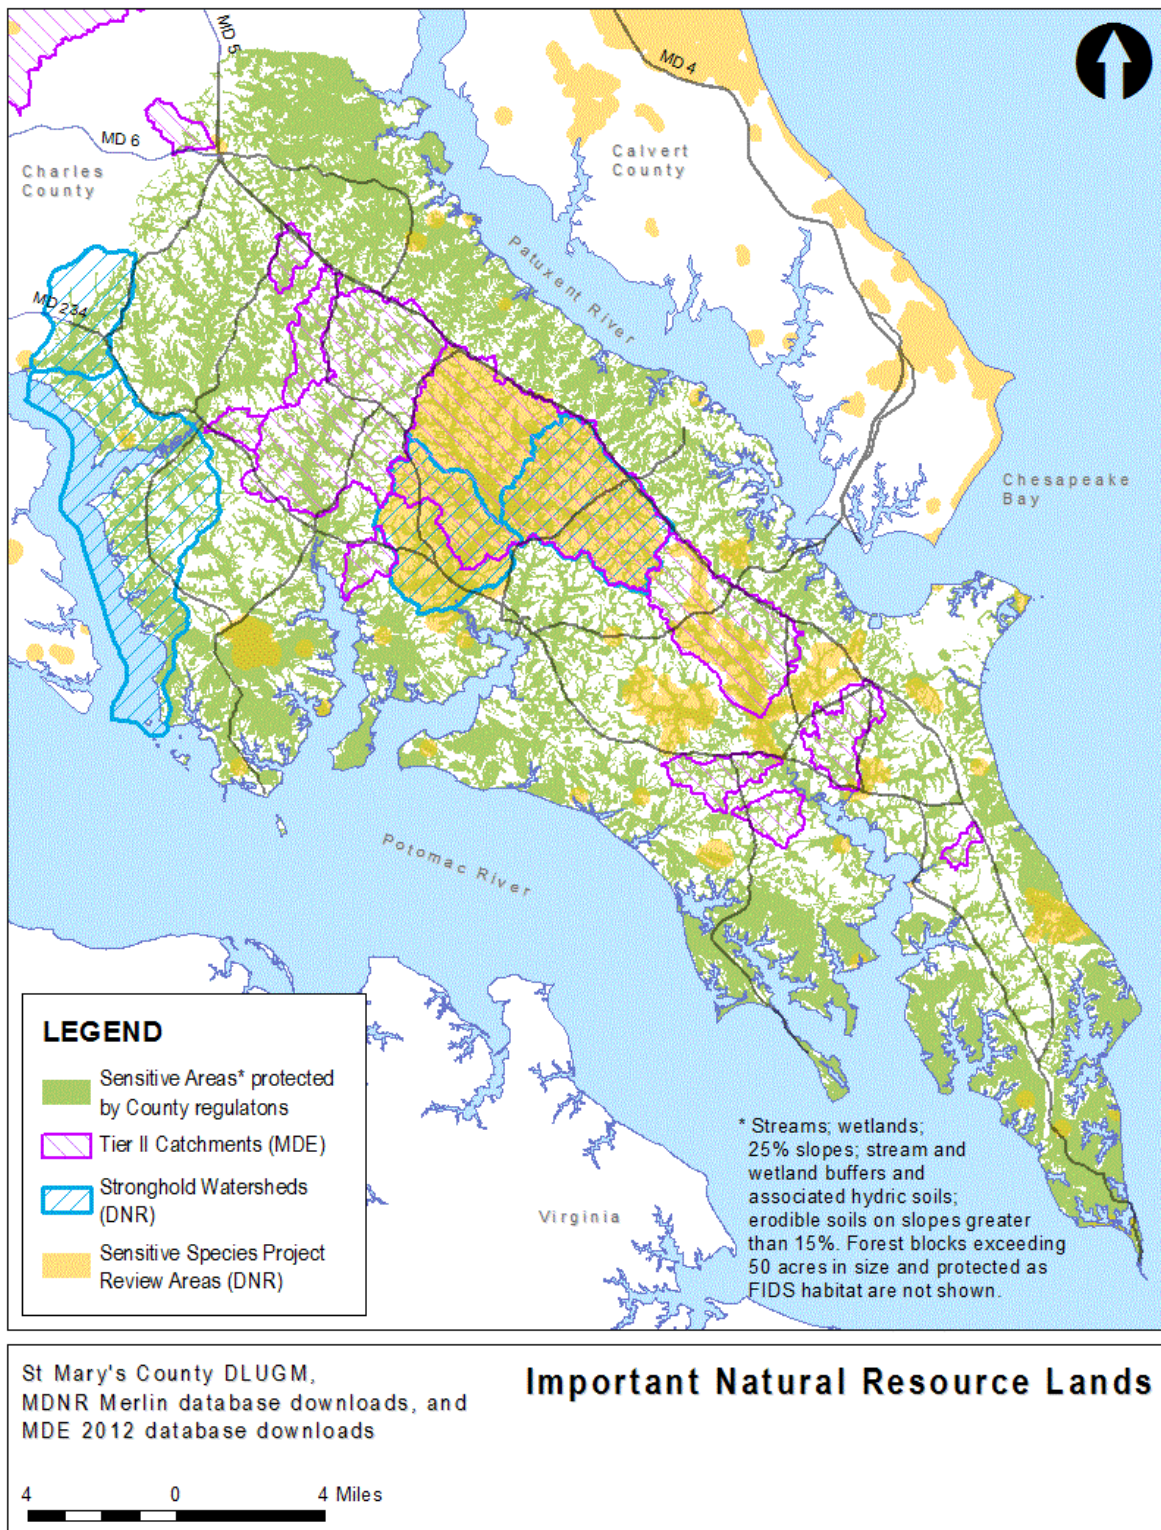 MD 5
MD 4
MD 6
Charles
County
Calvert
County
Patuxent River
MD 234
Chesapeake
Bay
Potomac River
Virginia
LEGEND
Sensitive Areas* protected
by County regulatons
Tier II Catchments (MDE)
Stronghold Watersheds
(DNR)
Sensitive Species Project
Review Areas (DNR)
* Streams; wetlands;
25% slopes; stream and
wetland buffers and
associated hydric soils;
erodible soils on slopes greater
than 15%. Forest blocks exceeding
50 acres in size and protected as
FIDS habitat are not shown.
St Mary's County DLUGM,
MDNR Merlin database downloads, and
MDE 2012 database downloads
Important Natural Resource Lands
4 0 4 Miles